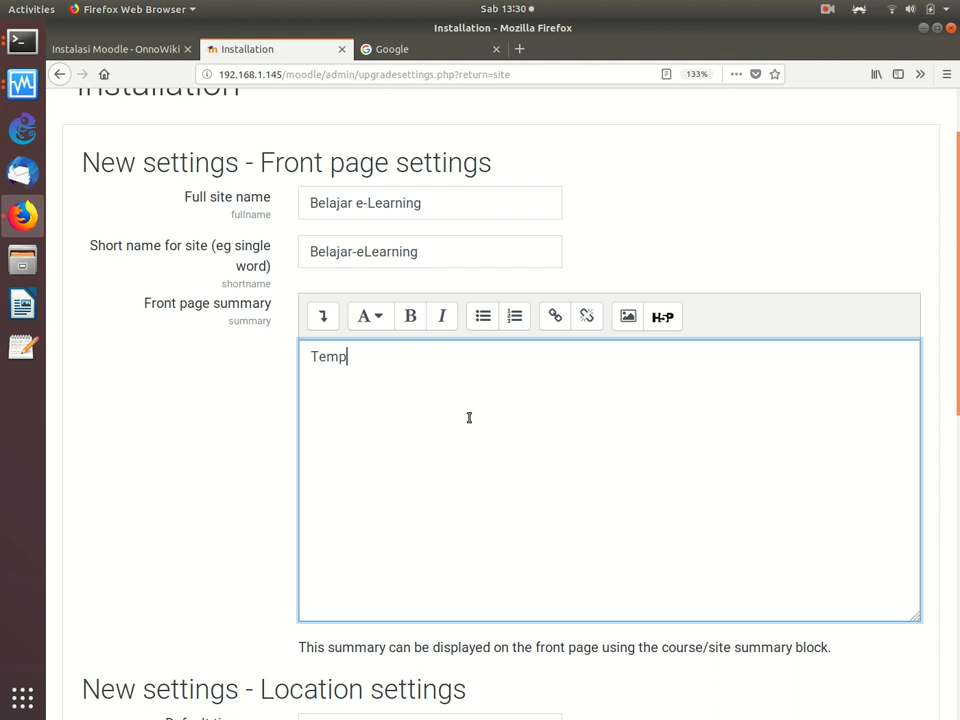 Activities
Firefox Web Browser
Sab 13:30
Installation - Mozilla Firefox
Instalasi Moodle - OnnoWiki
Installation
Google
192.168.1.145/moodle/admin/upgradesettings.php?return=site
133%
Installation
New settings - Front page settings
Full site name
fullname
Belajar e-Learning
Short name for site (eg single
word)
shortname
Belajar-eLearning
Front page summary
summary
A
B
I
H5P
Temp
This summary can be displayed on the front page using the course/site summary block.
New settings - Location settings